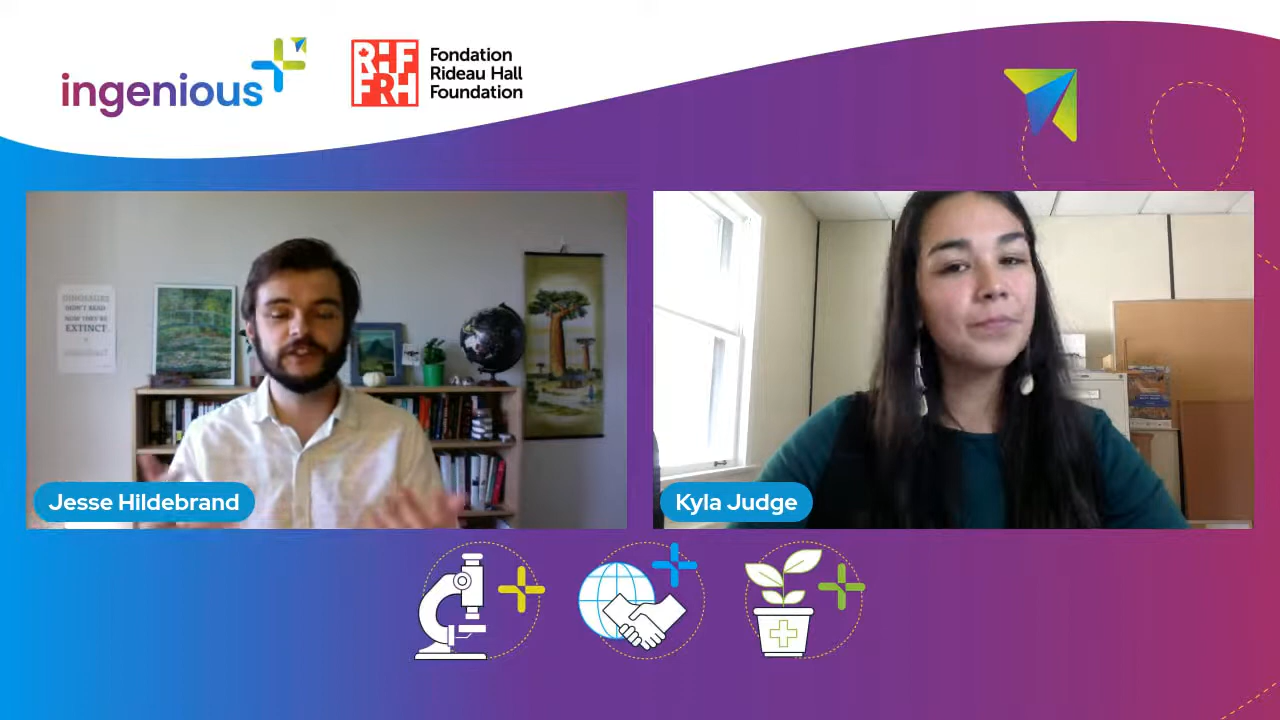 ingenious
RHF
FRH
Fondation
Rideau Hall
Foundation
DINOSAURS
DIDN'T READ
NOW THEY'RE
EXTINCT
Jesse Hildebrand
Kyla Judge